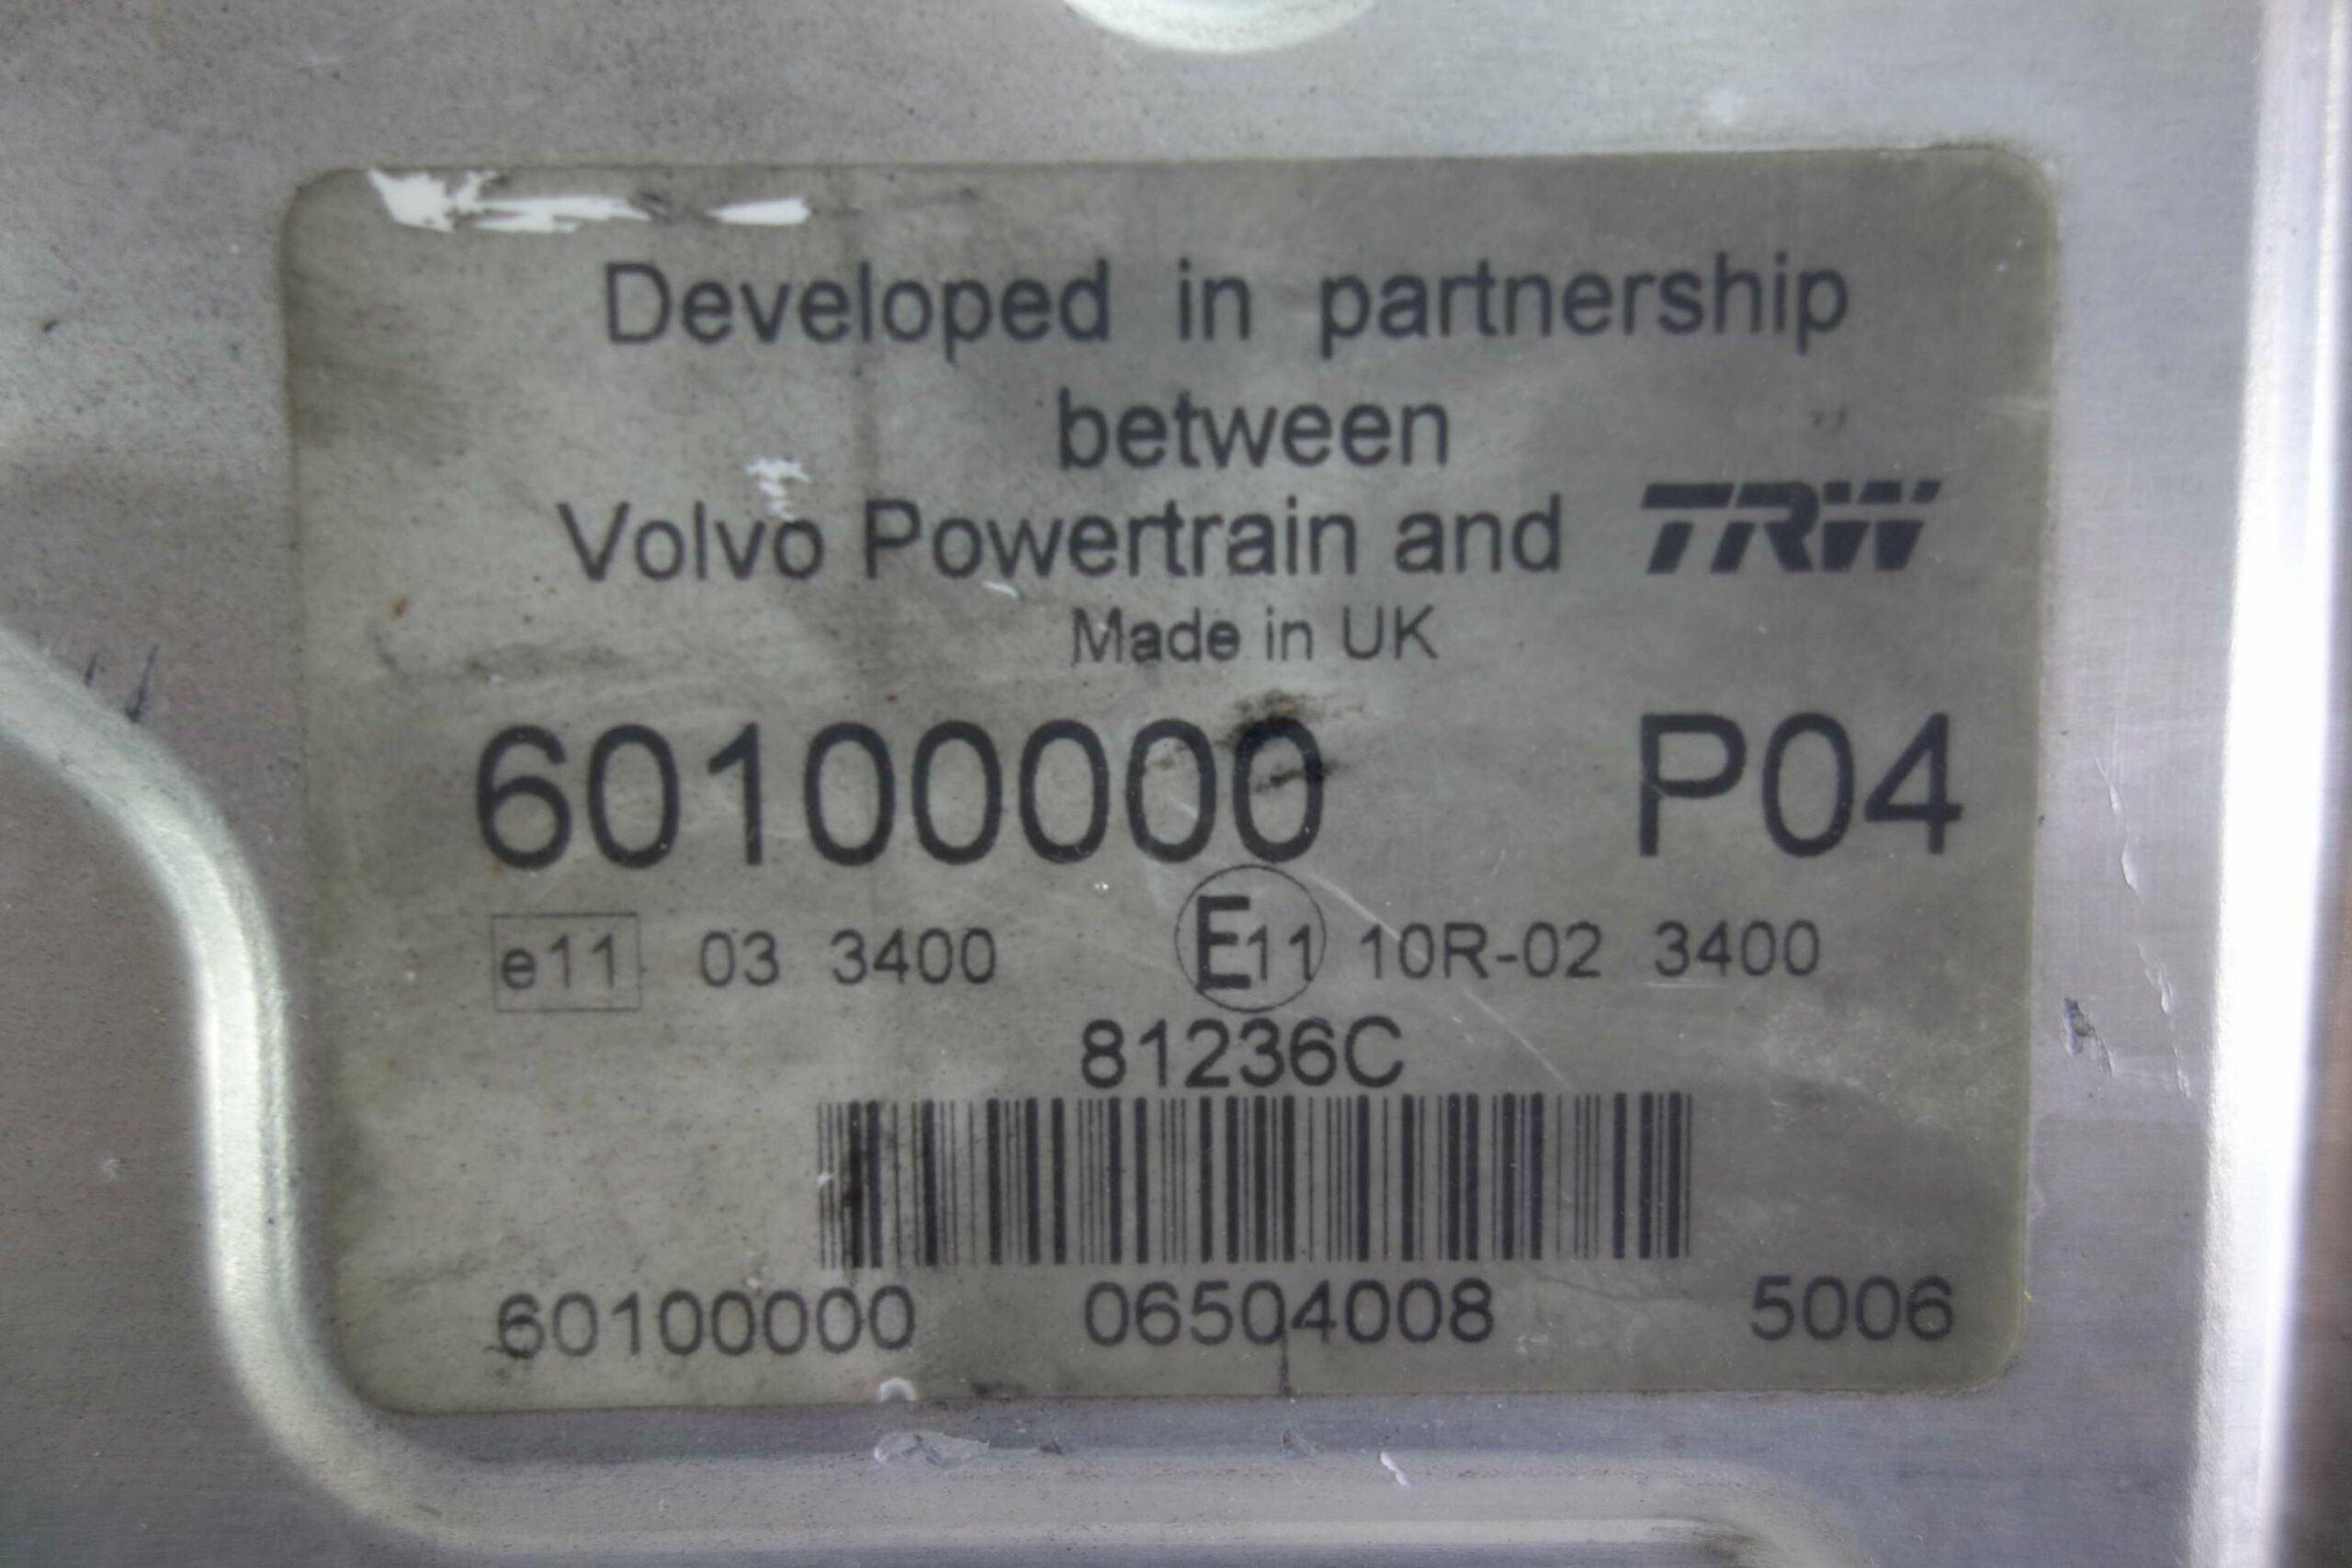 Developed in partnership
between
Volvo Powertrain and TRW
Made in UK
60100000 P04
e11 03 3400 E11 10R-02 3400
81236C
60100000 06504008 5006